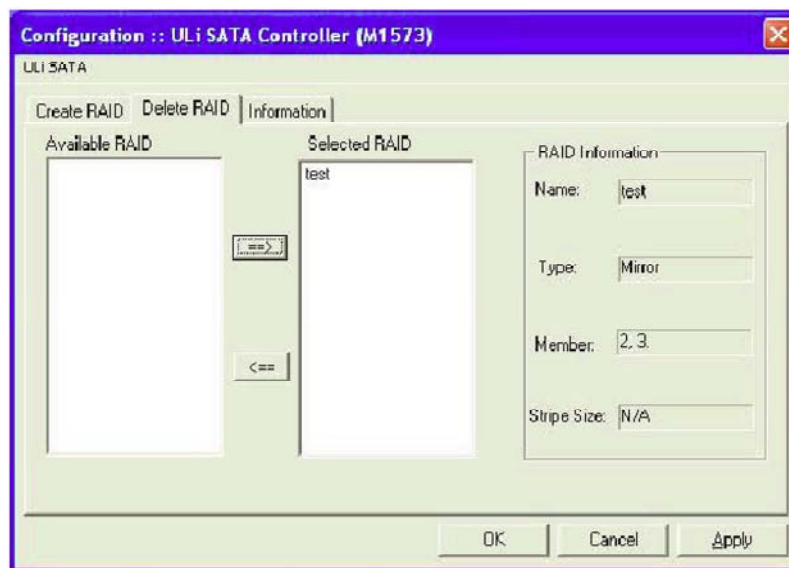 Configuration :: ULi SATA Controller (M1573)
ULi SATA
Create RAID Delete RAID Information
Available RAID
Selected RAID
test
==>
<==
RAID Information
Name: test
Type: Mirror
Member: 2, 3.
Stripe Size: N/A
OK Cancel Apply